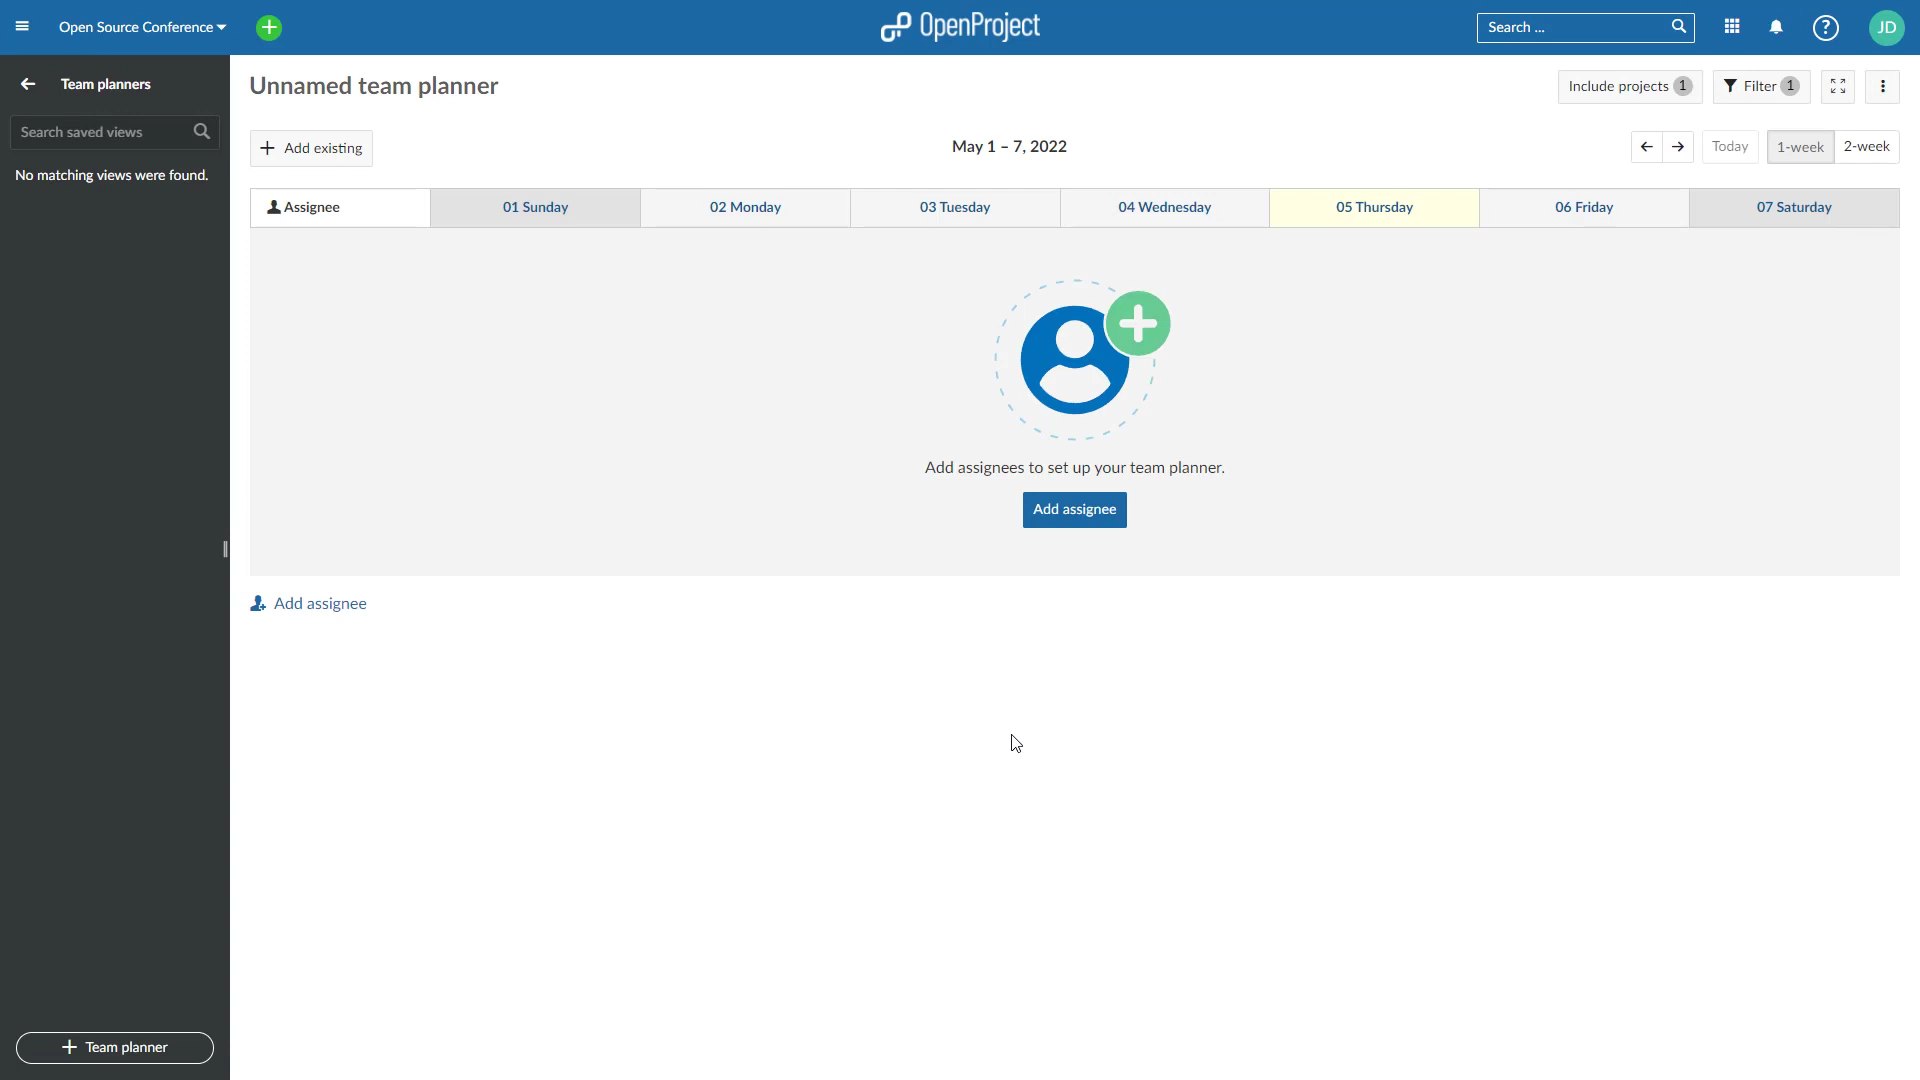 Open Source Conference
OpenProject
Search ...
?
JD
Team planners
Search saved views
No matching views were found.
Unnamed team planner
Include projects 1
Filter 1
Add existing
May 1 – 7, 2022
Today
1-week
2-week
Assignee
01 Sunday
02 Monday
03 Tuesday
04 Wednesday
05 Thursday
06 Friday
07 Saturday
Add assignees to set up your team planner.
Add assignee
Add assignee
+ Team planner